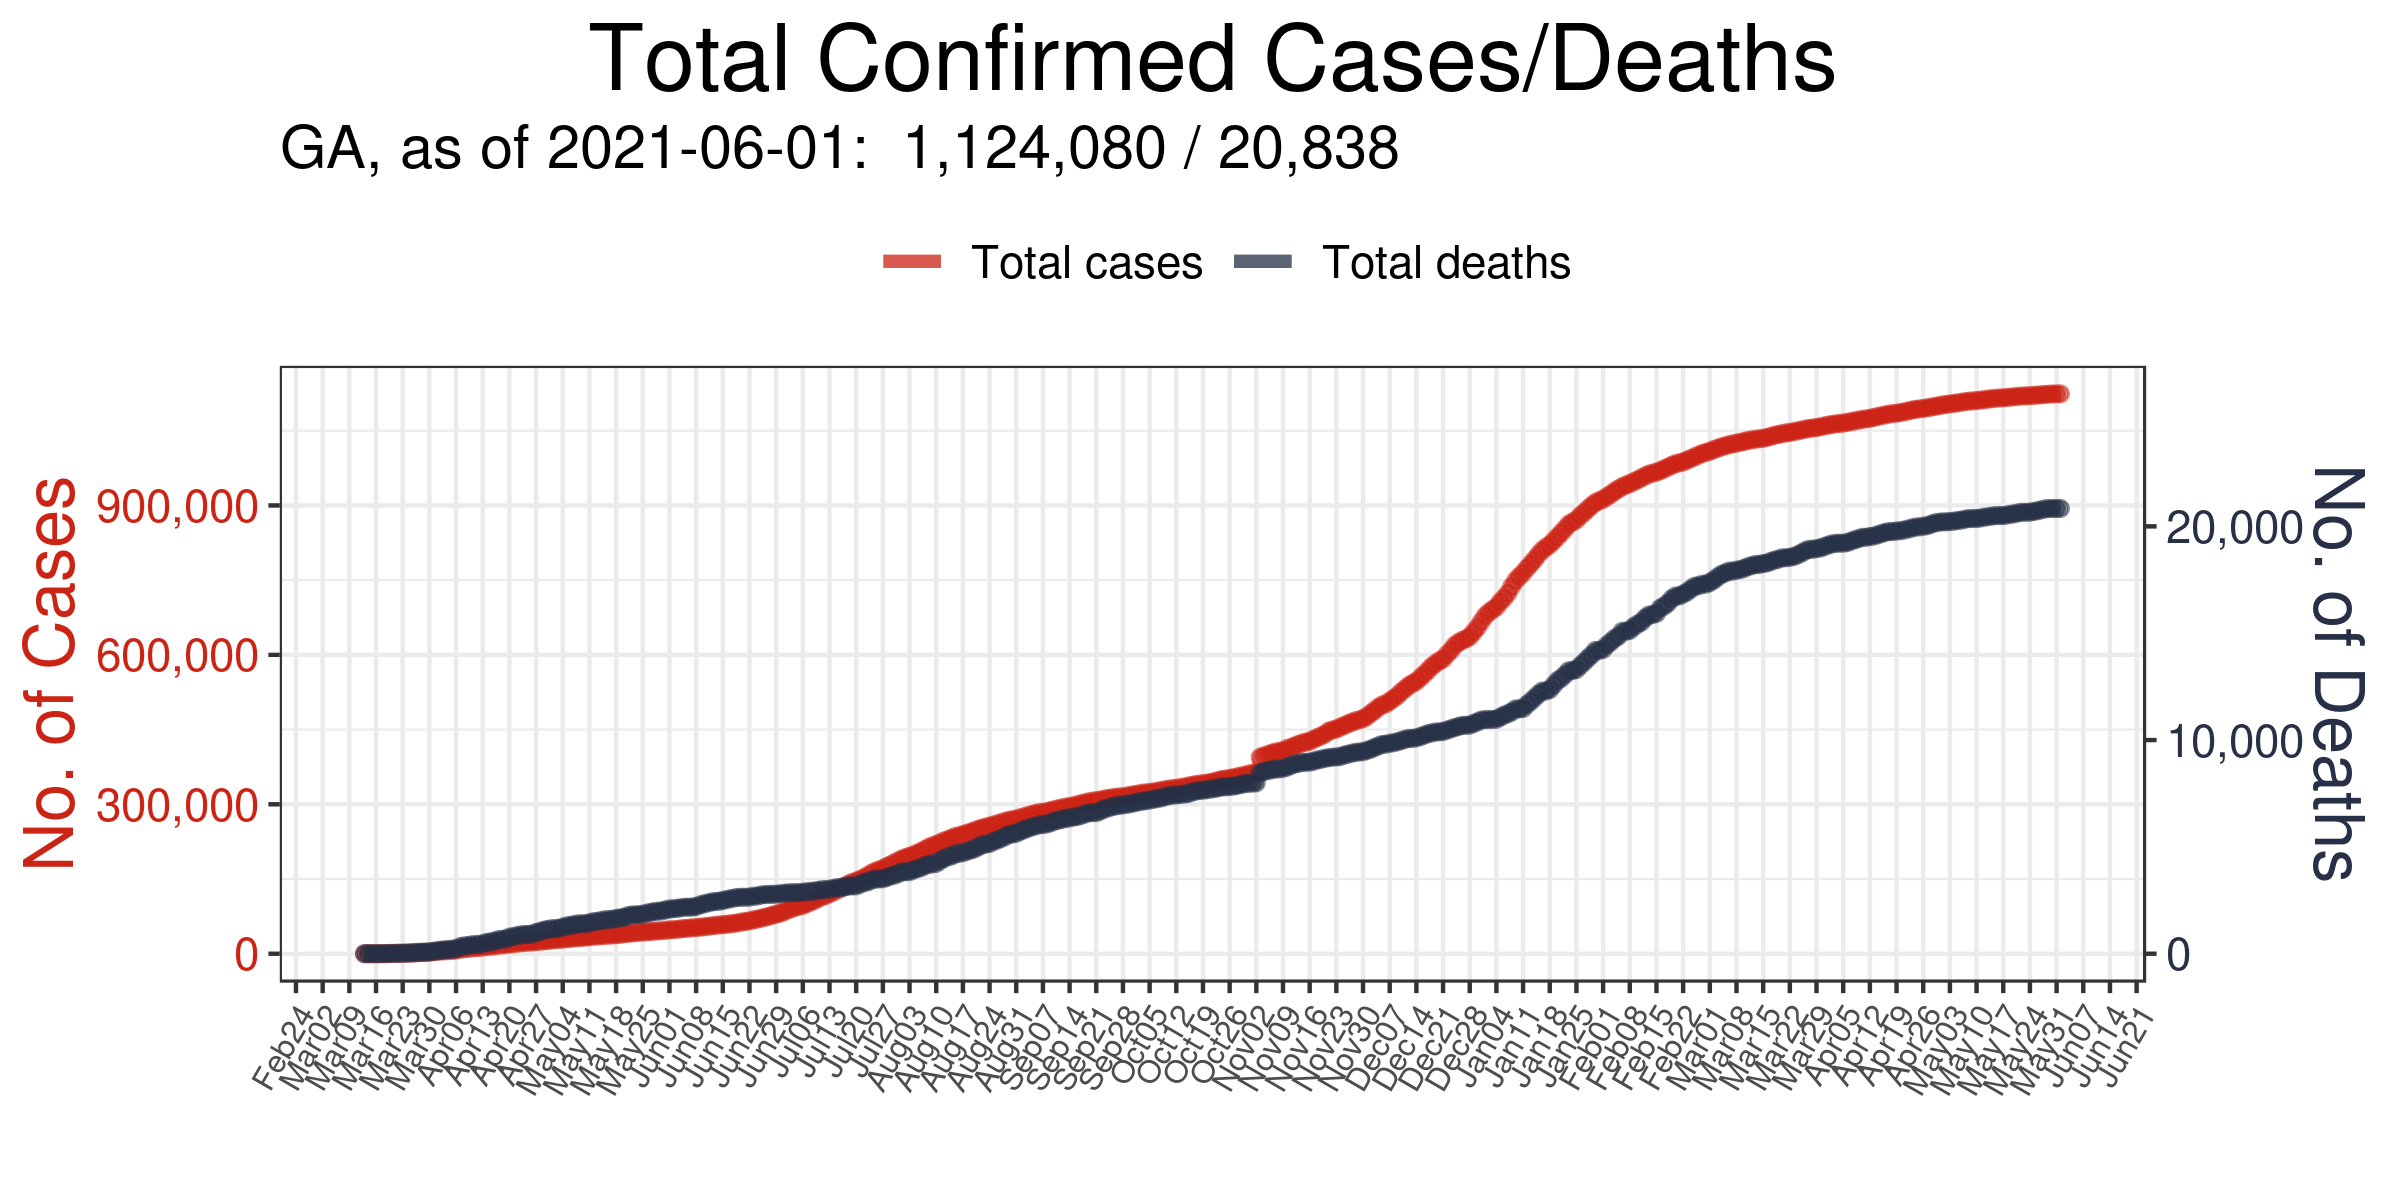 Total Confirmed Cases/Deaths
GA, as of 2021-06-01:  1,124,080 / 20,838
Total cases
Total deaths
No. of Cases
900,000
600,000
300,000
0
20,000
10,000
0
No. of Deaths
Feb24
Mar02
Mar09
Mar16
Mar23
Mar30
Apr06
Apr13
Apr20
Apr27
May04
May11
May18
May25
Jun01
Jun08
Jun15
Jun22
Jun29
Jul06
Jul13
Jul20
Jul27
Aug03
Aug10
Aug17
Aug24
Aug31
Sep07
Sep14
Sep21
Sep28
Oct05
Oct12
Oct19
Oct26
Nov02
Nov09
Nov16
Nov23
Nov30
Dec07
Dec14
Dec21
Dec28
Jan04
Jan11
Jan18
Jan25
Feb01
Feb08
Feb15
Feb22
Mar01
Mar08
Mar15
Mar22
Mar29
Apr05
Apr12
Apr19
Apr26
May03
May10
May17
May24
May31
Jun07
Jun14
Jun21